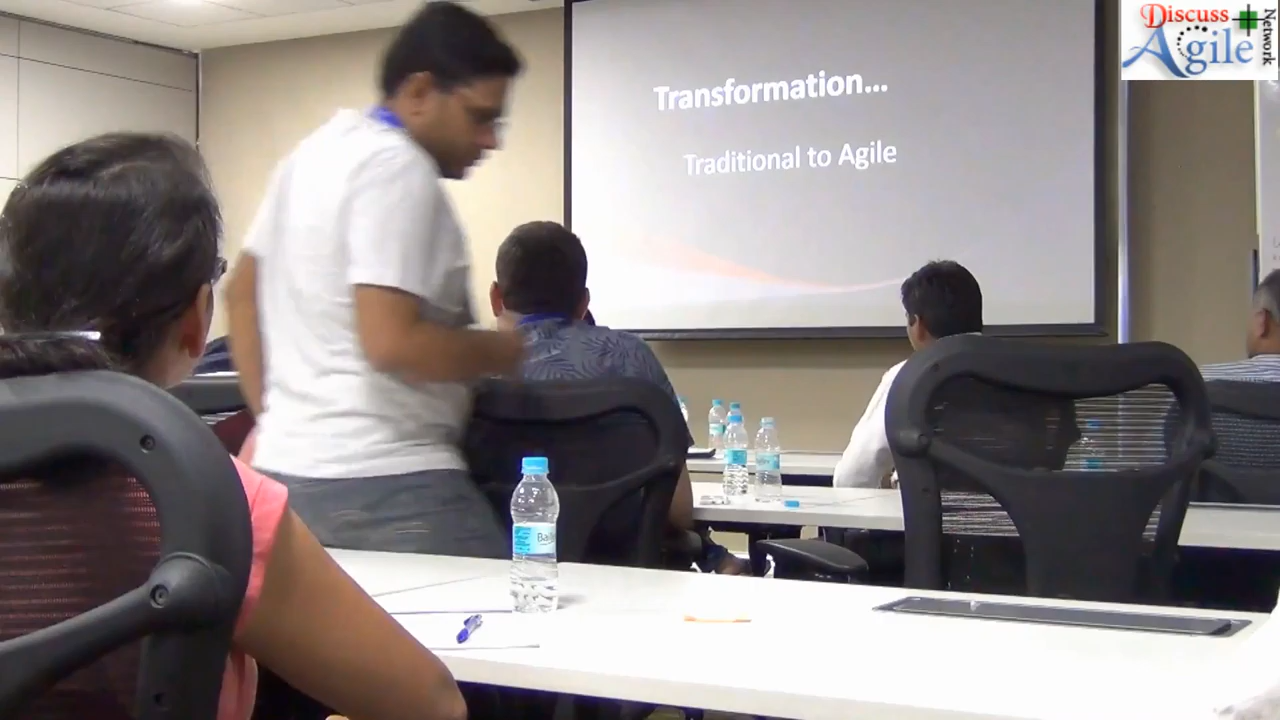 Transformation...
Traditional to Agile
Discuss
Agile
Network